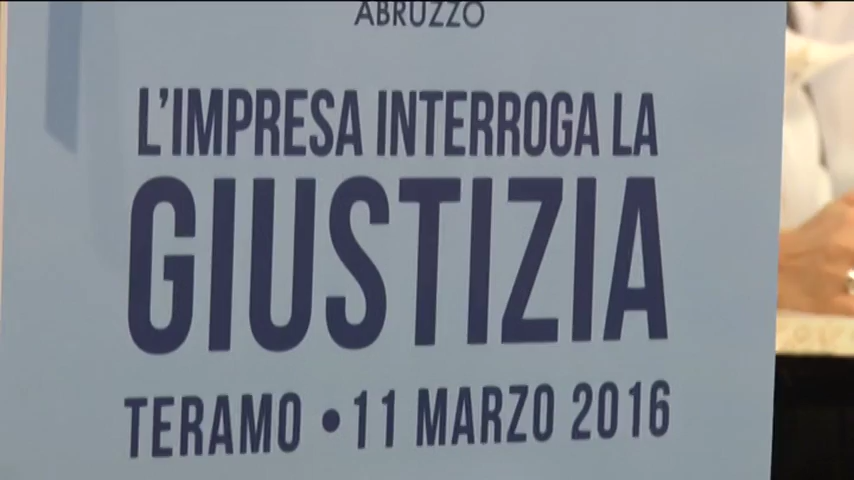 ABRUZZO
L'IMPRESA INTERROGA LA
GIUSTIZIA
TERAMO • 11 MARZO 2016